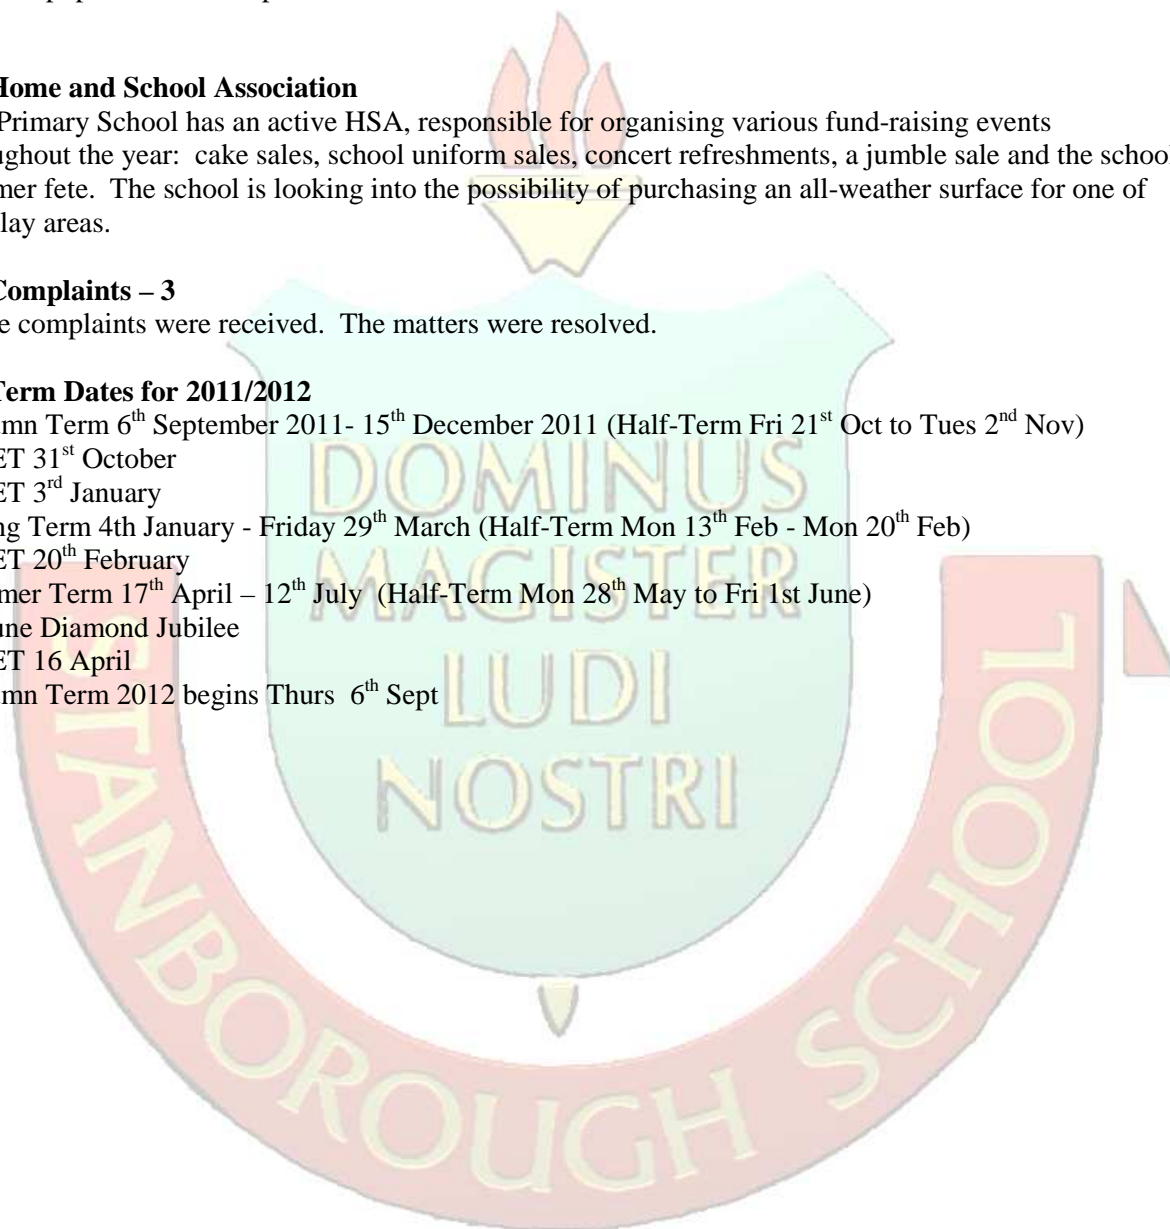 Home and School Association
Primary School has an active HSA, responsible for organising various fund-raising events
ughout the year: cake sales, school uniform sales, concert refreshments, a jumble sale and the school
mer fete. The school is looking into the possibility of purchasing an all-weather surface for one of
lay areas.
Complaints – 3
e complaints were received. The matters were resolved.
Term Dates for 2011/2012
umn Term 6th September 2011- 15th December 2011 (Half-Term Fri 21st Oct to Tues 2nd Nov)
ET 31st October
ET 3rd January
ng Term 4th January - Friday 29th March (Half-Term Mon 13th Feb - Mon 20th Feb)
ET 20th February
mer Term 17th April – 12th July (Half-Term Mon 28th May to Fri 1st June)
une Diamond Jubilee
ET 16 April
umn Term 2012 begins Thurs 6th Sept
DOMINUS
MAGISTER
LUDI
NOSTRI
STANBOROUGH SCHOOL